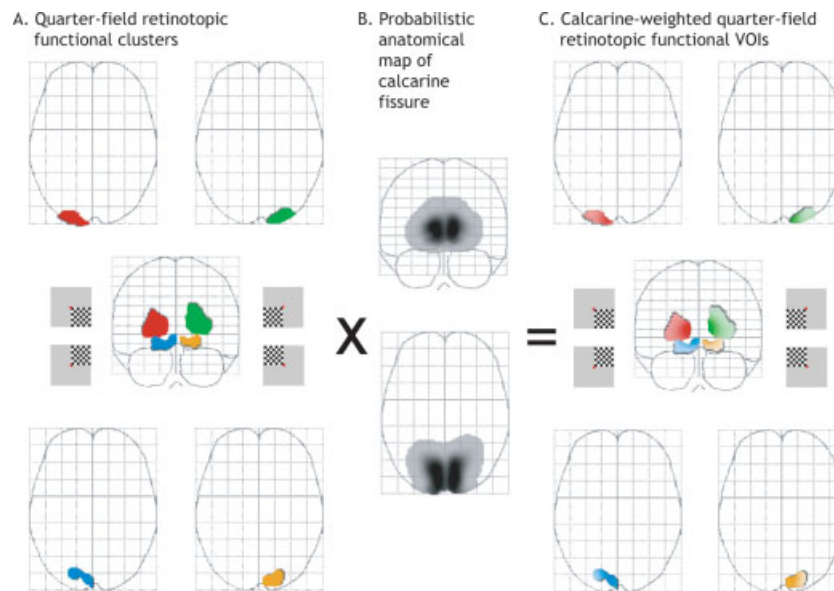 A. Quarter-field retinotopic
functional clusters
B. Probabilistic
anatomical
map of
calcarine
fissure
C. Calcarine-weighted quarter-field
retinotopic functional VOIs
X
=